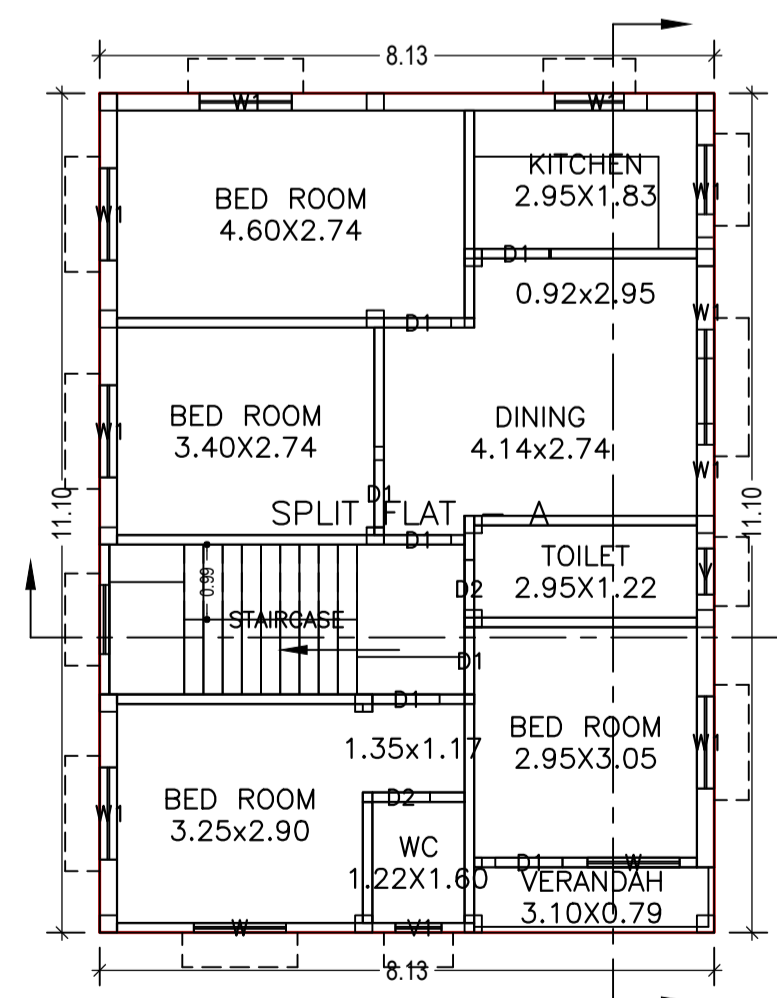 8.13
W1
W1
KITCHEN
2.95X1.83
BED ROOM
4.60X2.74
W1
W1
D1
0.92x2.95
W1
D1
BED ROOM
3.40X2.74
W1
DINING
4.14x2.74
W1
11.10
11.10
D1
SPLIT FLAT - A
D1
TOILET
2.95X1.22
V
0.99
D2
STAIRCASE
D1
D1
1.35x1.17
BED ROOM
2.95X3.05
W1
BED ROOM
3.25x2.90
W1
D2
WC
1.22X1.60
D1
W
VERANDAH
3.10X0.79
W
V1
8.13